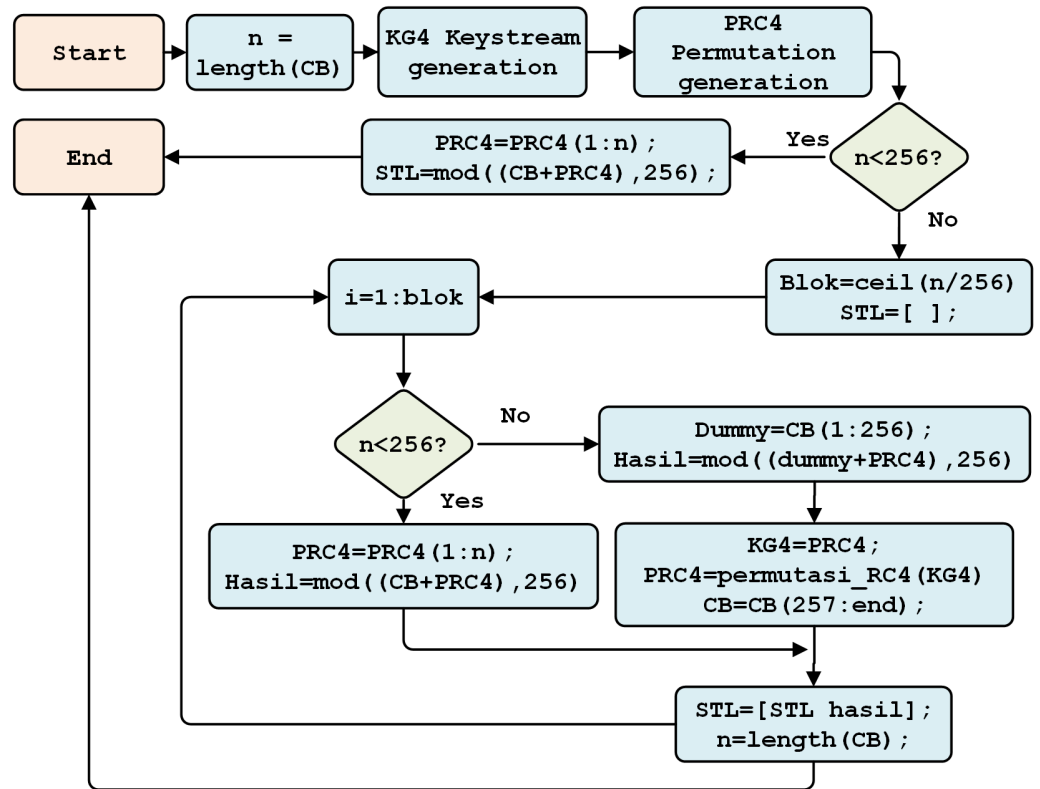 Start
n =
length(CB)
KG4 Keystream
generation
PRC4
Permutation
generation
End
PRC4=PRC4(1:n);
STL=mod((CB+PRC4),256);
Yes
n<256?
No
i=1:blok
Blok=ceil(n/256)
STL=[ ];
n<256?
No
Dummy=CB(1:256);
Hasil=mod((dummy+PRC4),256)
Yes
PRC4=PRC4(1:n);
Hasil=mod((CB+PRC4),256)
KG4=PRC4;
PRC4=permutasi_RC4(KG4)
CB=CB(257:end);
STL=[STL hasil];
n=length(CB);